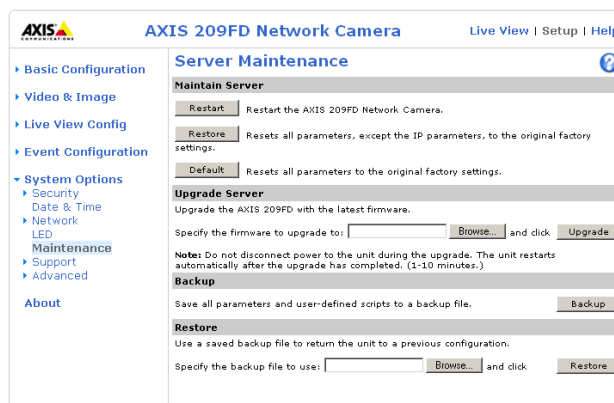 AXIS
COMMUNICATIONS
AXIS 209FD Network Camera
Live View | Setup | Help
Basic Configuration
Video & Image
Live View Config
Event Configuration
System Options
Security
Date & Time
Network
LED
Maintenance
Support
Advanced
About
Server Maintenance
?
Maintain Server
Restart Restart the AXIS 209FD Network Camera.
Restore Resets all parameters, except the IP parameters, to the original factory
settings.
Default Resets all parameters to the original factory settings.
Upgrade Server
Upgrade the AXIS 209FD with the latest firmware.
Specify the firmware to upgrade to: Browse... and click Upgrade
Note: Do not disconnect power to the unit during the upgrade. The unit restarts
automatically after the upgrade has completed. (1-10 minutes.)
Backup
Save all parameters and user-defined scripts to a backup file. Backup
Restore
Use a saved backup file to return the unit to a previous configuration.
Specify the backup file to use: Browse... and click Restore